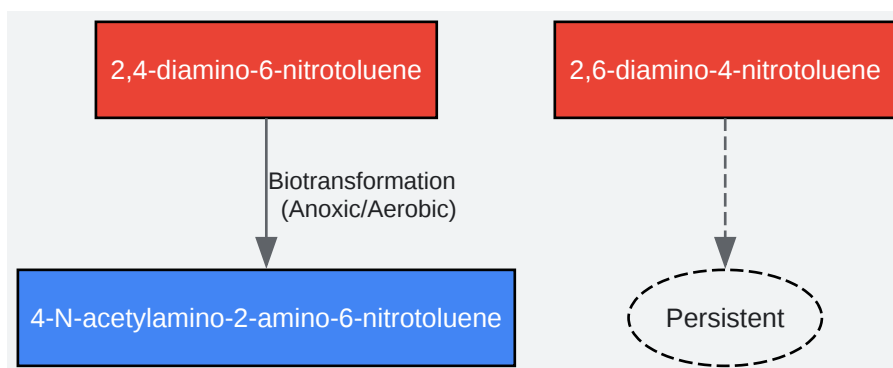 2,4-diamino-6-nitrotoluene
2,6-diamino-4-nitrotoluene
Biotransformation
(Anoxic/Aerobic)
4-N-acetylamino-2-amino-6-nitrotoluene
Persistent